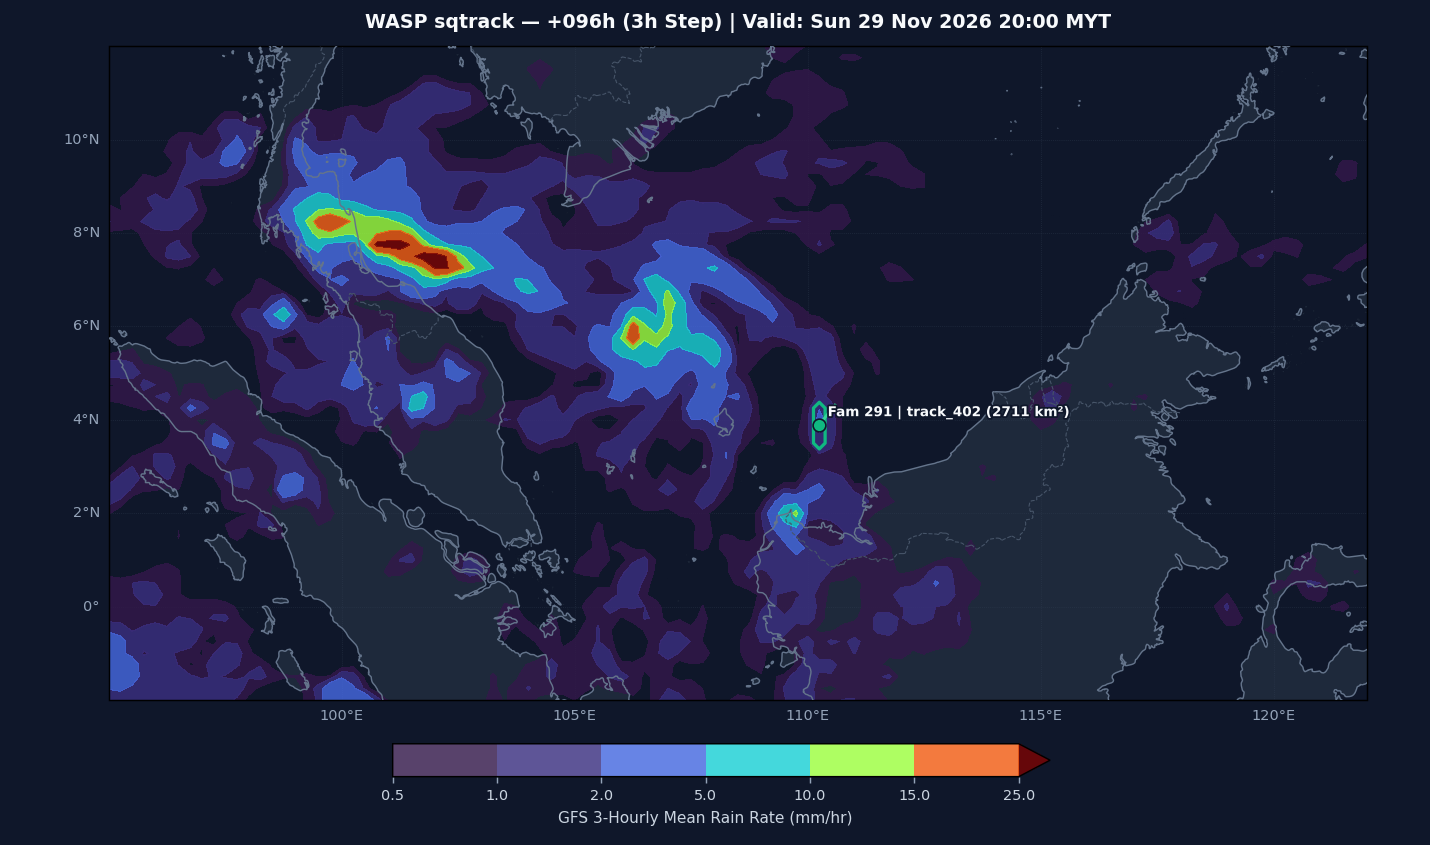 WASP sqtrack — +096h (3h Step) | Valid: Sun 29 Nov 2026 20:00 MYT
10°N
8°N
6°N
4°N
2°N
0°
Fam 291 | track_402 (2711 km²)
100°E 105°E 110°E 115°E 120°E
0.5 1.0 2.0 5.0 10.0 15.0 25.0
GFS 3-Hourly Mean Rain Rate (mm/hr)